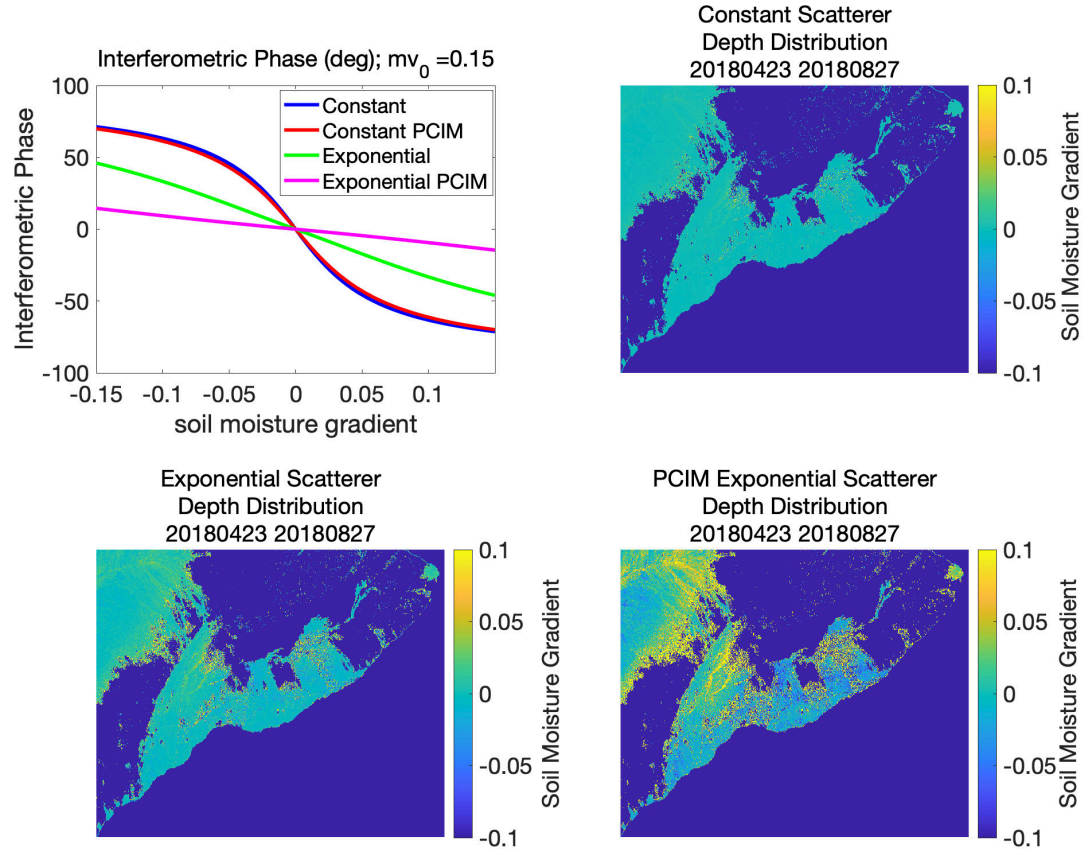 Interferometric Phase (deg); mv0 =0.15
100
50
0
-50
-100
-0.15
-0.1
-0.05
0
0.05
0.1
Interferometric Phase
soil moisture gradient
Constant
Constant PCIM
Exponential
Exponential PCIM
Constant Scatterer
Depth Distribution
20180423 20180827
0.1
0.05
0
-0.05
-0.1
Soil Moisture Gradient
Exponential Scatterer
Depth Distribution
20180423 20180827
0.1
0.05
0
-0.05
-0.1
Soil Moisture Gradient
PCIM Exponential Scatterer
Depth Distribution
20180423 20180827
0.1
0.05
0
-0.05
-0.1
Soil Moisture Gradient